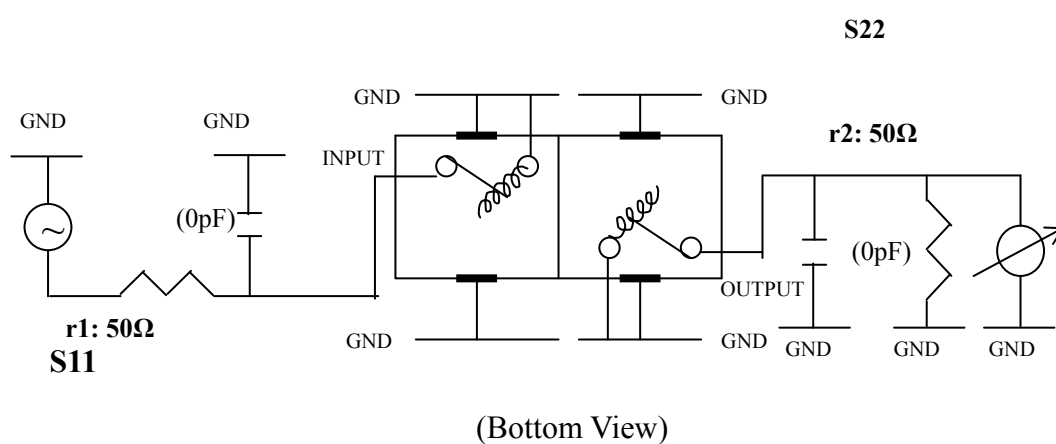 S22
GND
GND
GND
GND
r2: 50Ω
INPUT
(0pF)
(0pF)
OUTPUT
r1: 50Ω
S11
GND
GND
GND
GND
GND
(Bottom View)